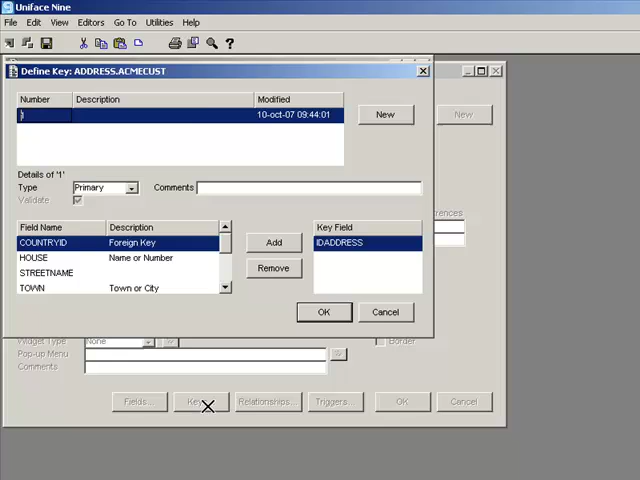 Uniface Nine
File Edit View Editors Go To Utilities Help
Define Key: ADDRESS.ACMECUST
Number Description Modified
1 10-oct-07 09:44:01
New
New
Details of '1'
Type Primary Comments
Validate
Field Name Description Key Field
COUNTRYID Foreign Key Add IDADDRESS
HOUSE Name or Number
STREETNAME Remove
TOWN Town or City
OK Cancel
Widget Type None Border
Pop-up Menu
Comments
Fields... Key Relationships... Triggers... OK Cancel